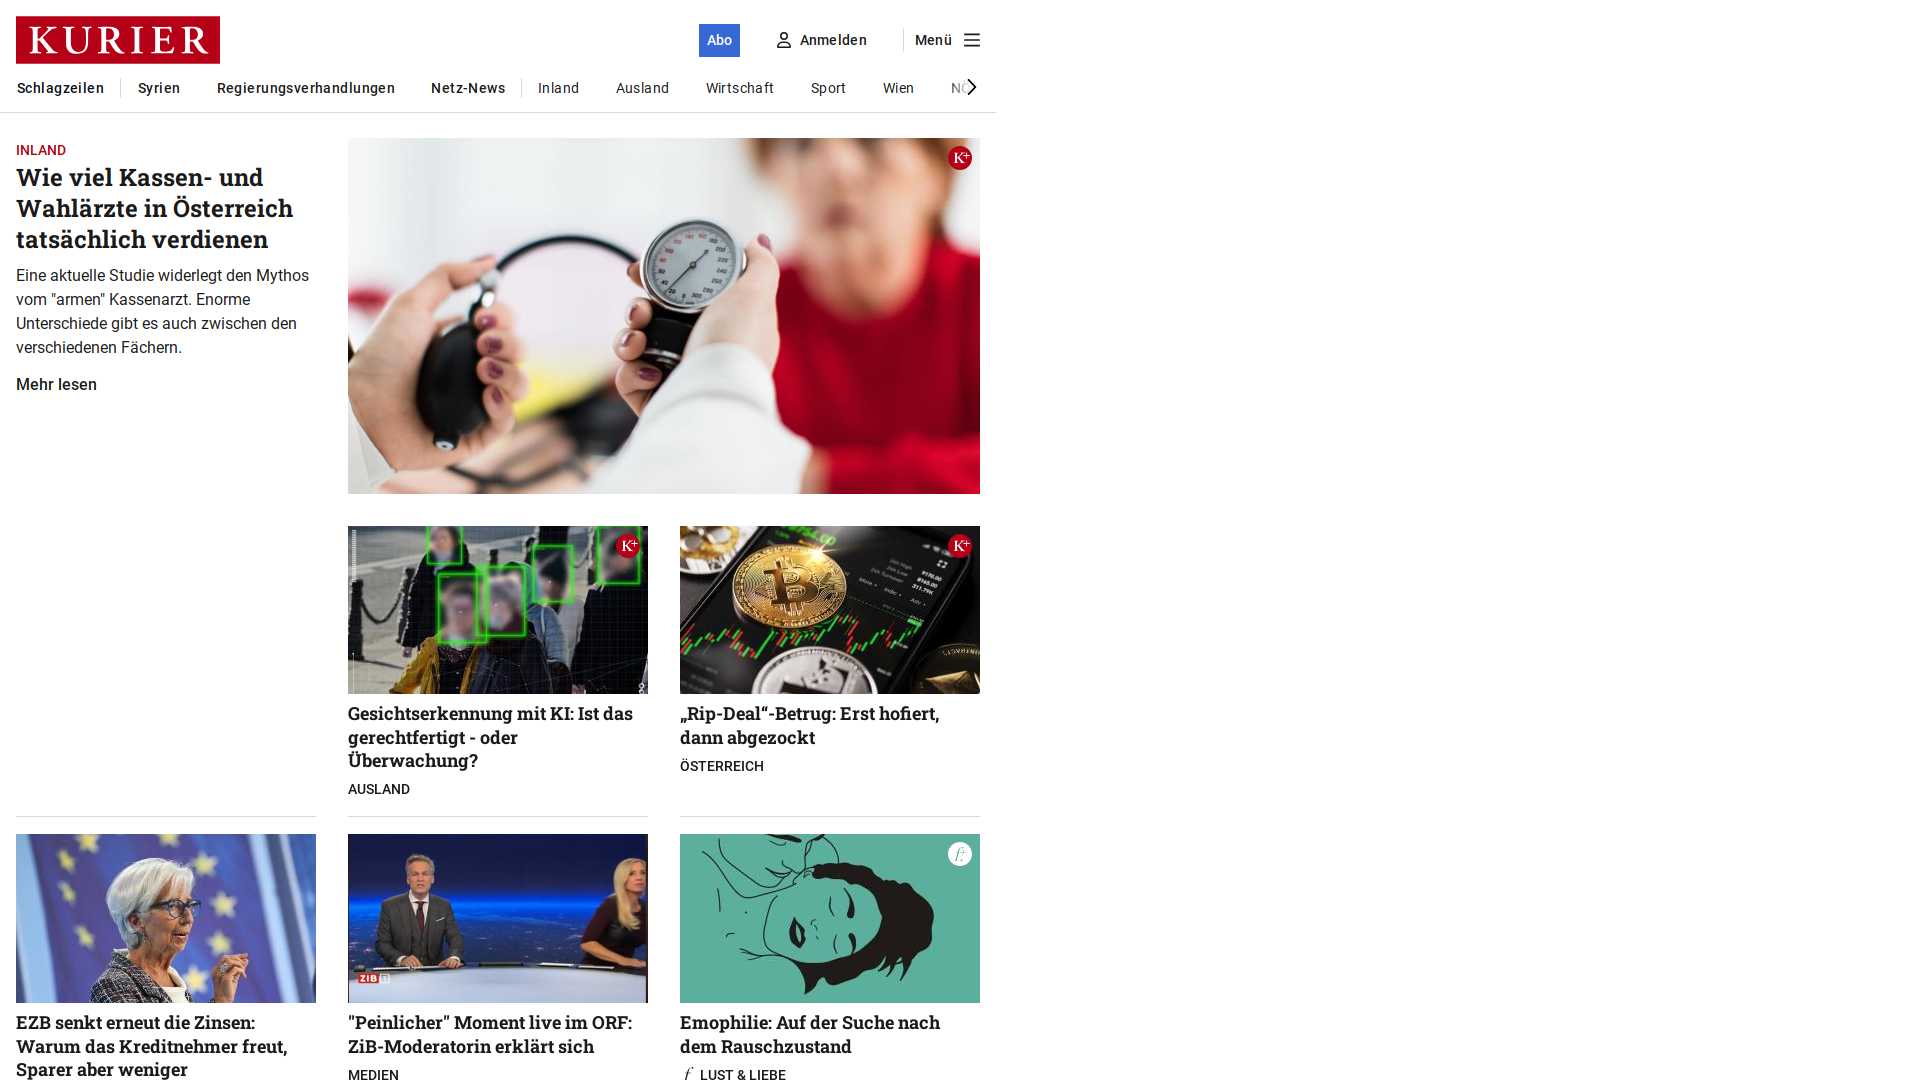 KURIER
Abo
Anmelden
Menü
Schlagzeilen
Syrien
Regierungsverhandlungen
Netz-News
Inland
Ausland
Wirtschaft
Sport
Wien
NÖ
INLAND
Wie viel Kassen- und
Wahlärzte in Österreich
tatsächlich verdienen
Eine aktuelle Studie widerlegt den Mythos
vom "armen" Kassenarzt. Enorme
Unterschiede gibt es auch zwischen den
verschiedenen Fächern.
Mehr lesen
K+
K+
K+
Gesichtserkennung mit KI: Ist das
gerechtfertigt - oder
Überwachung?
AUSLAND
„Rip-Deal“-Betrug: Erst hofiert,
dann abgezockt
ÖSTERREICH
ZIB
EZB senkt erneut die Zinsen:
Warum das Kreditnehmer freut,
Sparer aber weniger
"Peinlicher" Moment live im ORF:
ZiB-Moderatorin erklärt sich
MEDIEN
Emophilie: Auf der Suche nach
dem Rauschzustand
f LUST & LIEBE